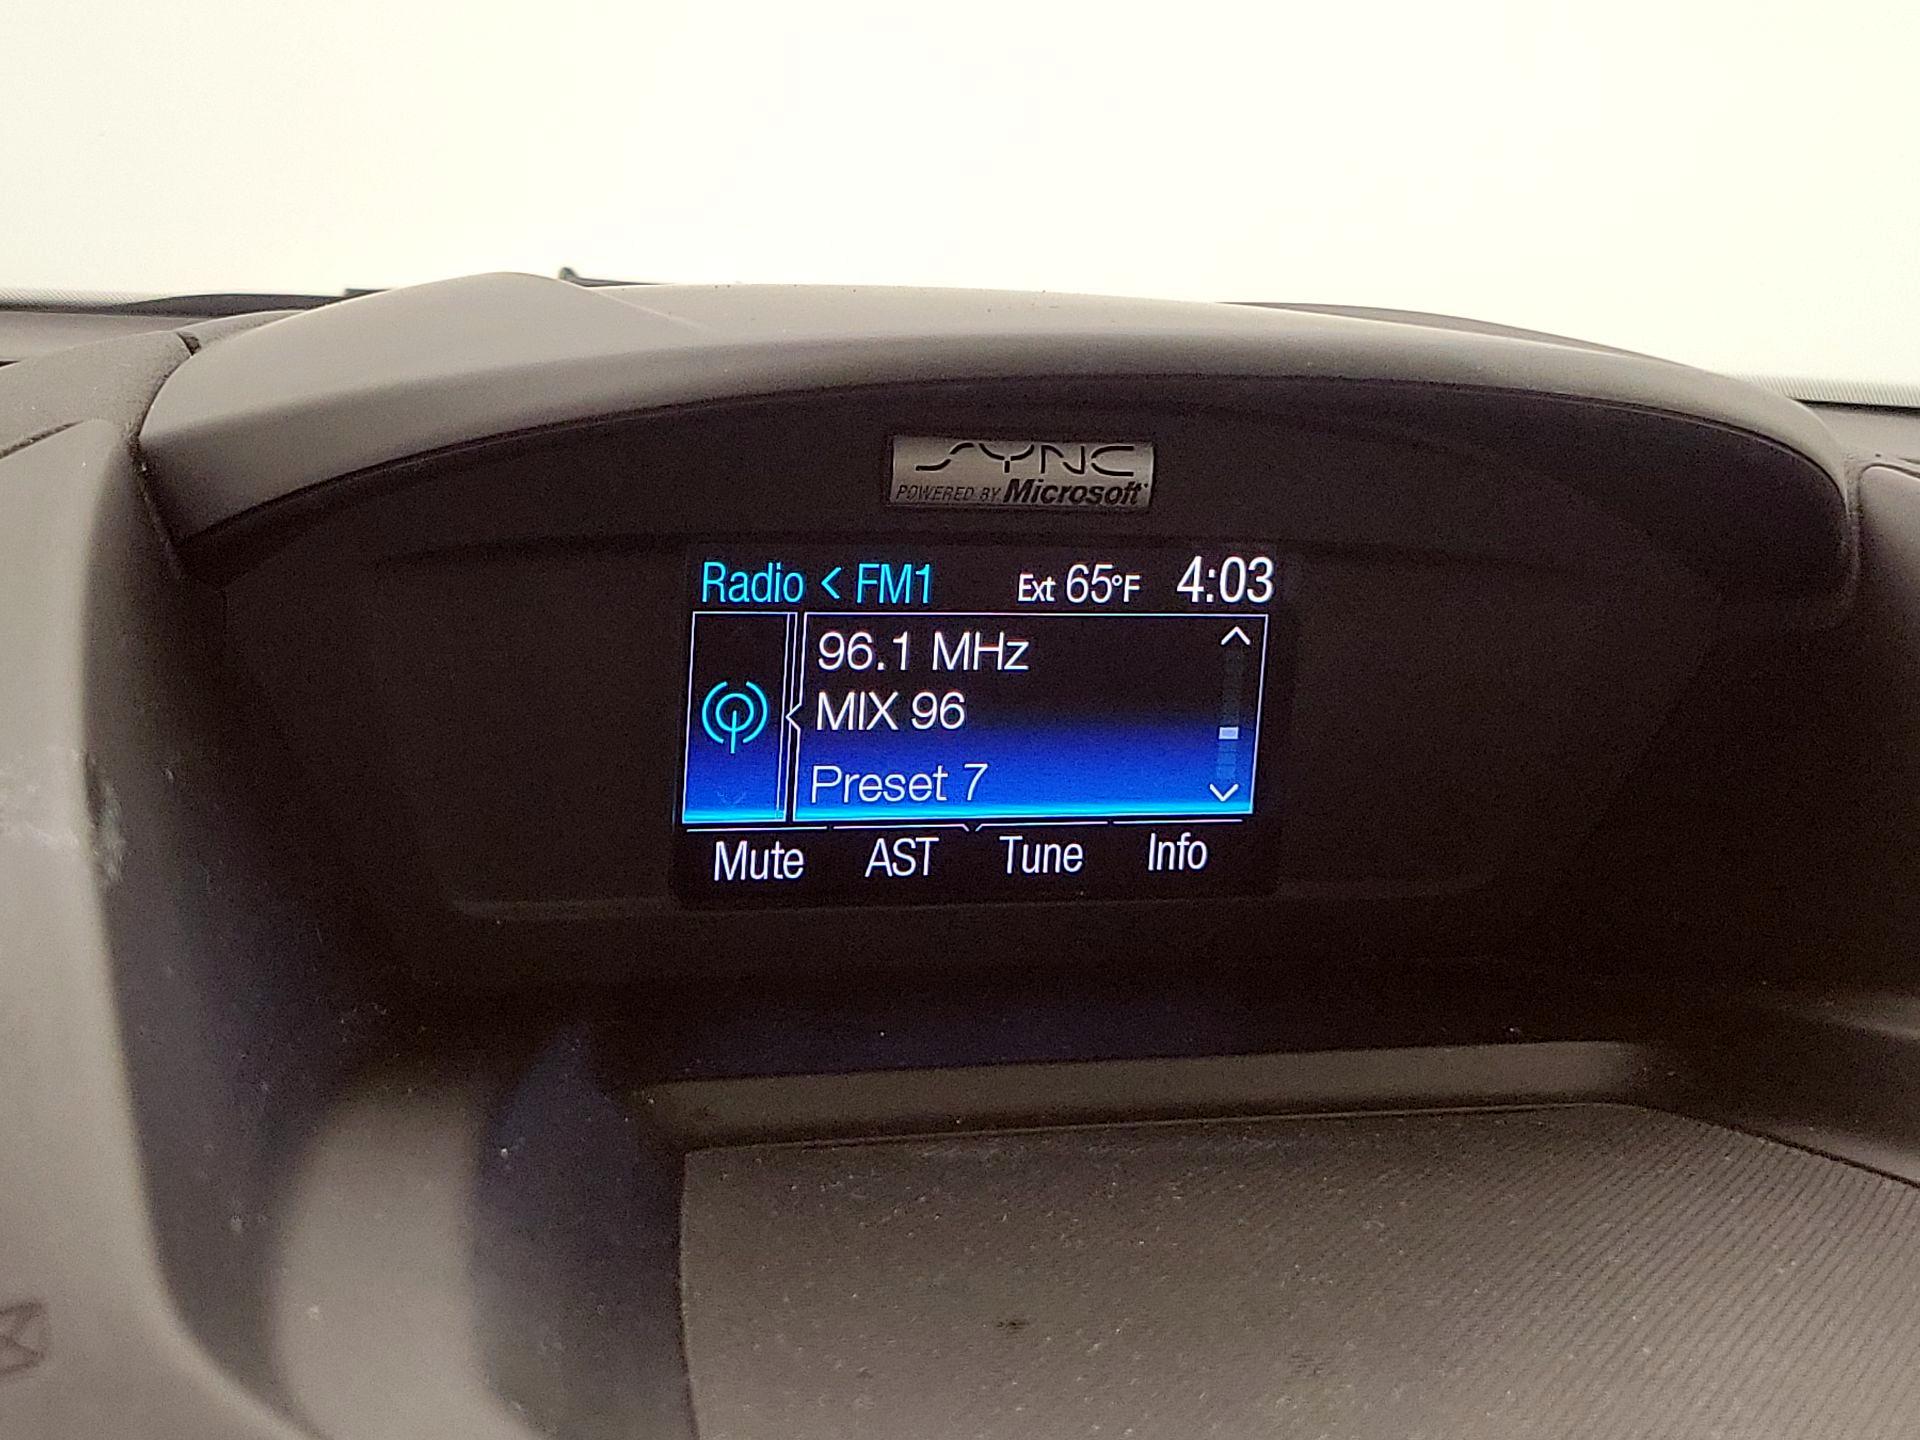 SYNC
POWERED BY Microsoft
Radio < FM1 Ext 65°F 4:03
96.1 MHz
MIX 96
Preset 7
Mute AST Tune Info